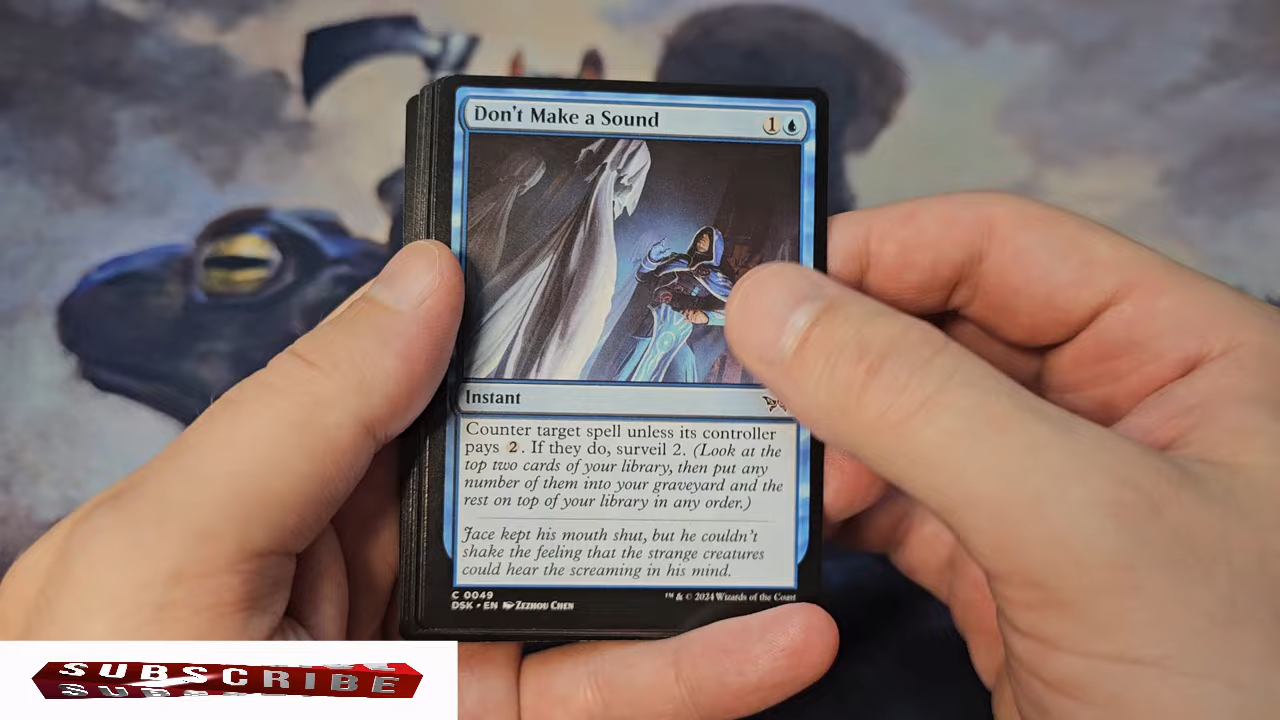 Don't Make a Sound
1
Instant
Counter target spell unless its controller
pays 2. If they do, surveil 2. (Look at the
top two cards of your library, then put any
number of them into your graveyard and the
rest on top of your library in any order.)
Jace kept his mouth shut, but he couldn't
shake the feeling that the strange creatures
could hear the screaming in his mind.
C 0049
DSK • EN Zezhou Chen
™ & © 2024 Wizards of the Coast
SUBSCRIBE